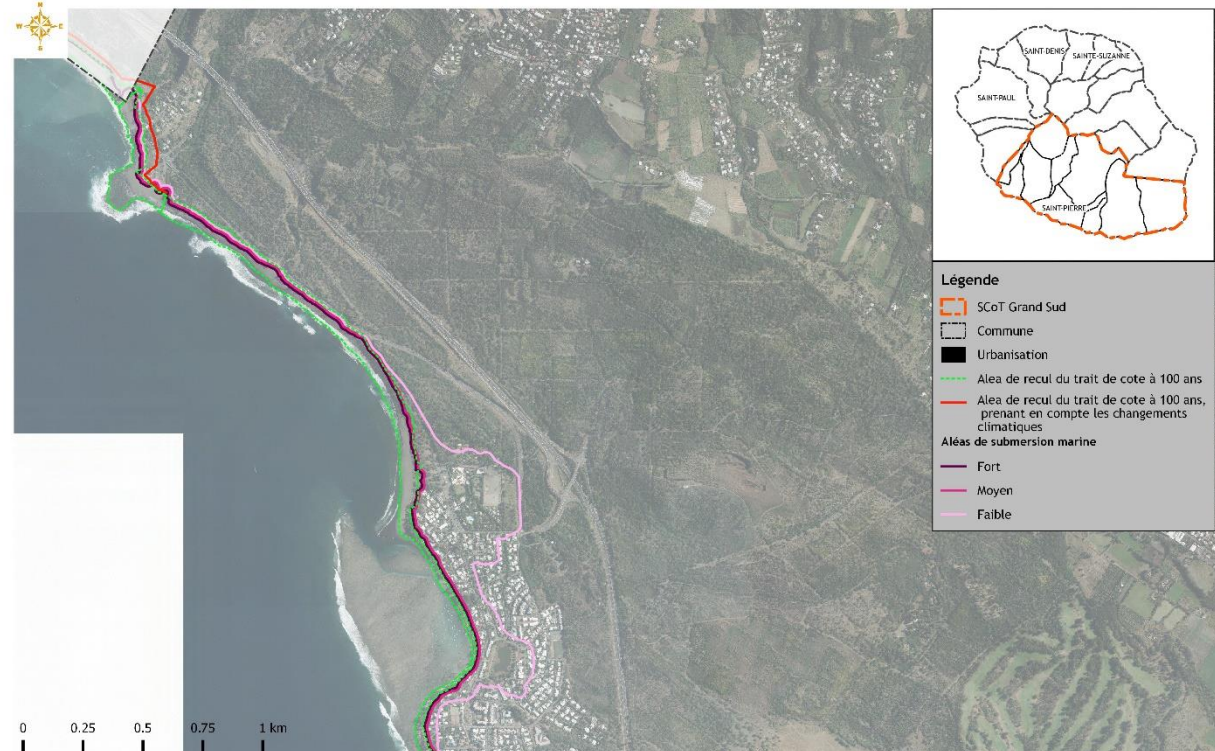 N
W
E
S
SAINT-DENIS
SAINTE-SUZANNE
SAINT-PAUL
SAINT-PIERRE
Légende
SCoT Grand Sud
Commune
Urbanisation
Alea de recul du trait de cote à 100 ans
Alea de recul du trait de cote à 100 ans,
prenant en compte les changements
climatiques
Aléas de submersion marine
Fort
Moyen
Faible
0 0.25 0.5 0.75 1 km